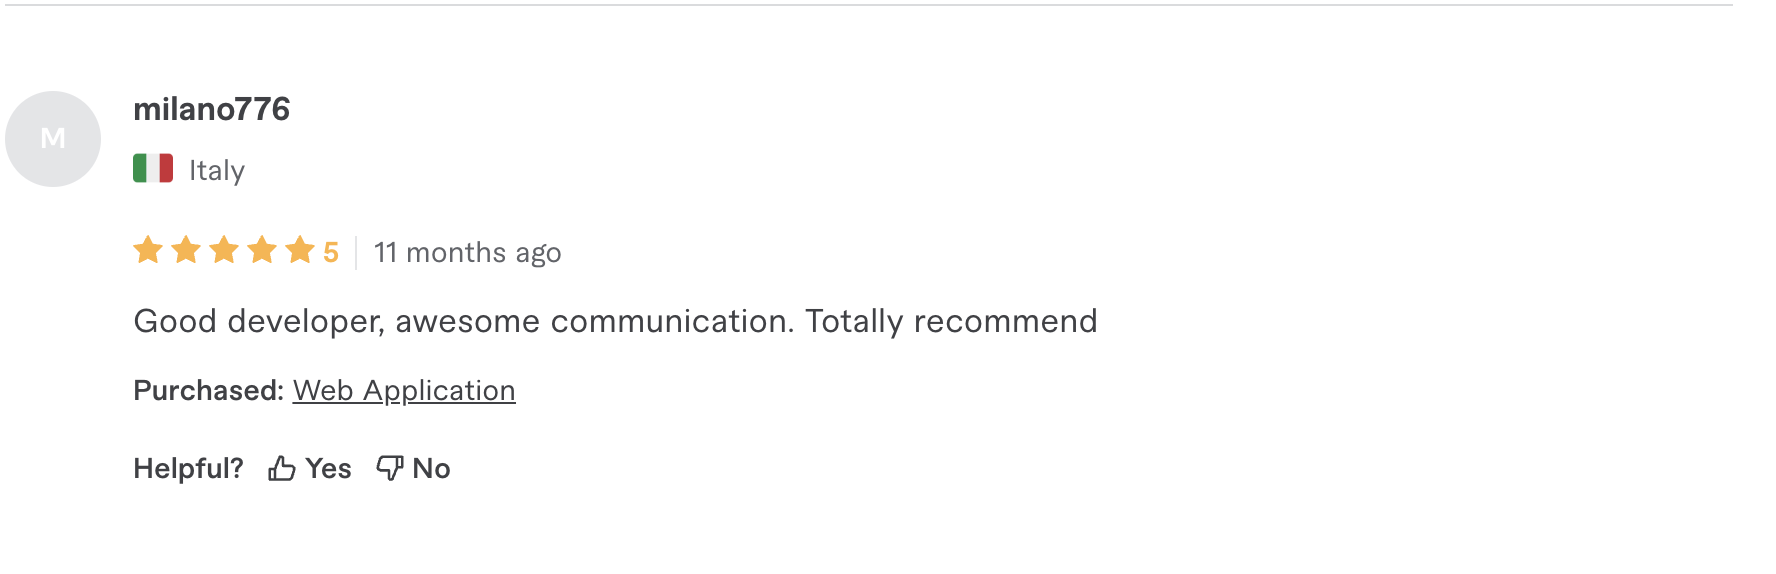 M
milano776
Italy
5 11 months ago
Good developer, awesome communication. Totally recommend
Purchased: Web Application
Helpful? Yes No